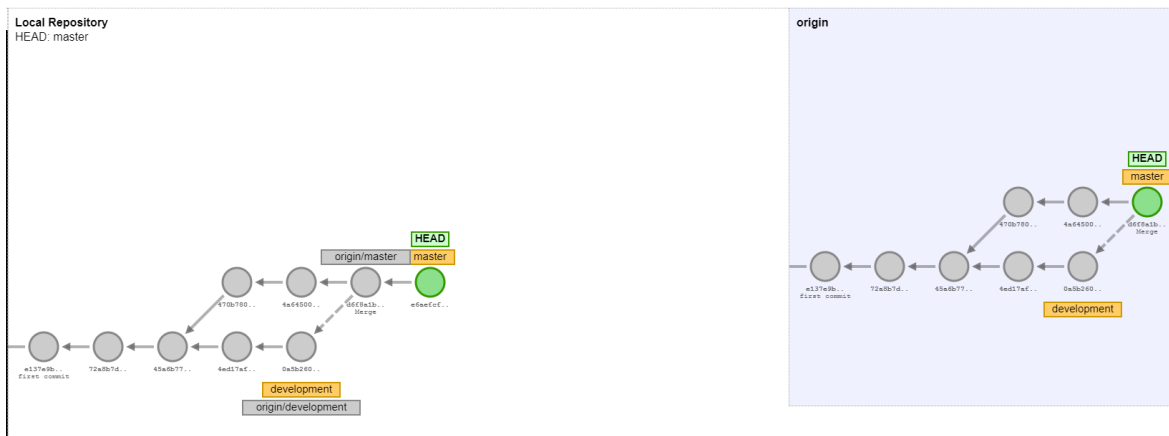 Local Repository
HEAD: master
HEAD
origin/master
master
470b780..
4a64500..
d6f8a1b..
Merge
e6aefcf..
e137e9b..
first commit
72a8b7d..
45a6b77..
4ed17af..
0a5b260..
development
origin/development
origin
HEAD
master
470b780..
4a64500..
d6f8a1b..
Merge
e137e9b..
first commit
72a8b7d..
45a6b77..
4ed17af..
0a5b260..
development